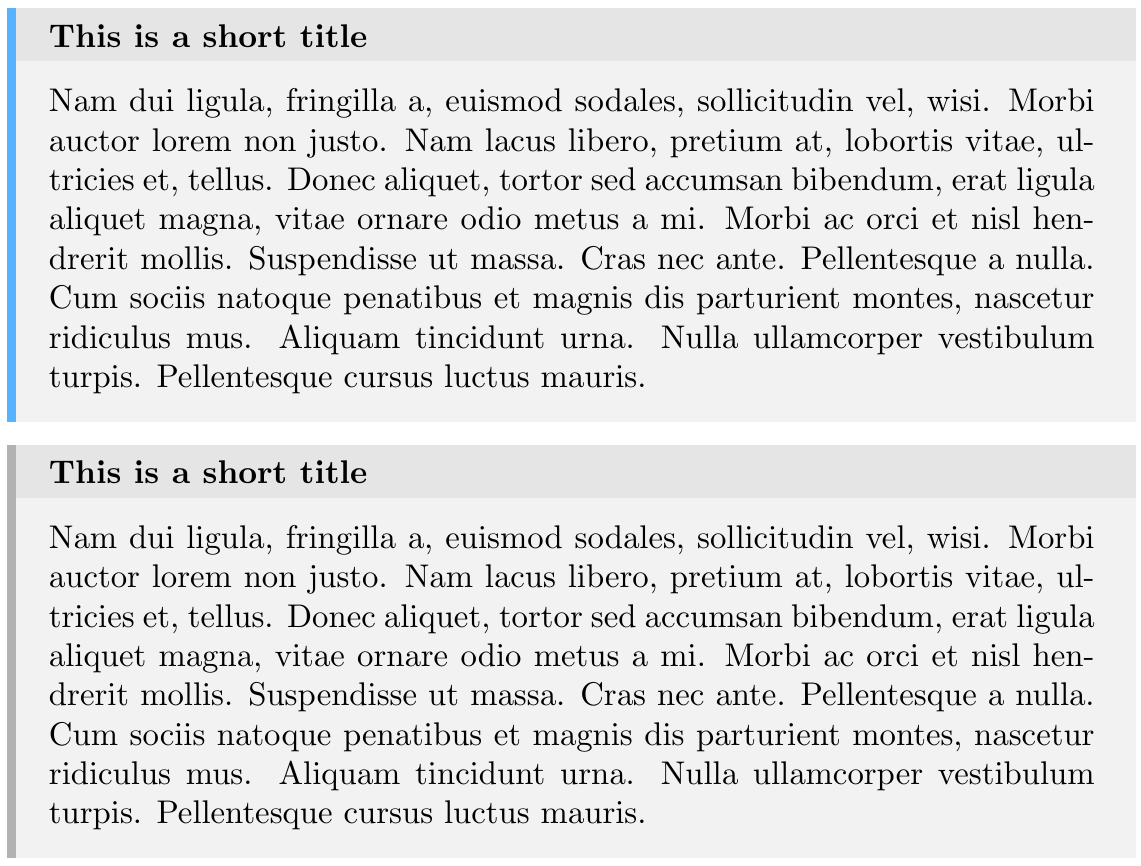 This is a short title
Nam dui ligula, fringilla a, euismod sodales, sollicitudin vel, wisi. Morbi
auctor lorem non justo. Nam lacus libero, pretium at, lobortis vitae, ul-
tricies et, tellus. Donec aliquet, tortor sed accumsan bibendum, erat ligula
aliquet magna, vitae ornare odio metus a mi. Morbi ac orci et nisl hen-
drerit mollis. Suspendisse ut massa. Cras nec ante. Pellentesque a nulla.
Cum sociis natoque penatibus et magnis dis parturient montes, nascetur
ridiculus mus. Aliquam tincidunt urna. Nulla ullamcorper vestibulum
turpis. Pellentesque cursus luctus mauris.
This is a short title
Nam dui ligula, fringilla a, euismod sodales, sollicitudin vel, wisi. Morbi
auctor lorem non justo. Nam lacus libero, pretium at, lobortis vitae, ul-
tricies et, tellus. Donec aliquet, tortor sed accumsan bibendum, erat ligula
aliquet magna, vitae ornare odio metus a mi. Morbi ac orci et nisl hen-
drerit mollis. Suspendisse ut massa. Cras nec ante. Pellentesque a nulla.
Cum sociis natoque penatibus et magnis dis parturient montes, nascetur
ridiculus mus. Aliquam tincidunt urna. Nulla ullamcorper vestibulum
turpis. Pellentesque cursus luctus mauris.